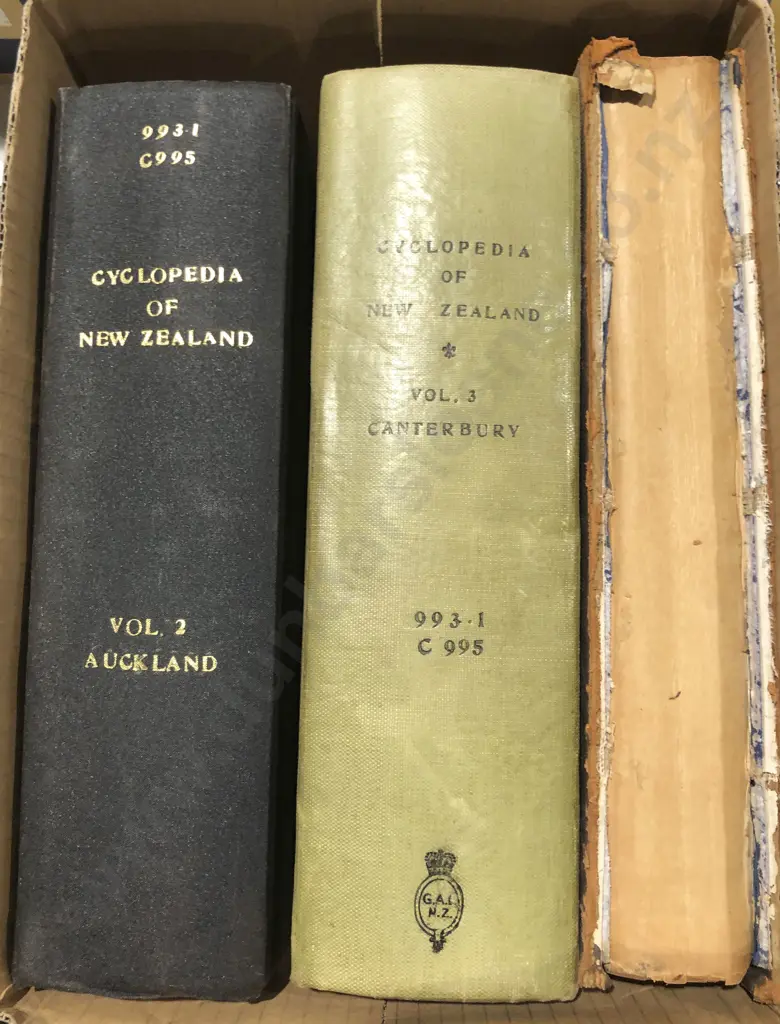 993·1
C995
CYCLOPEDIA
OF
NEW ZEALAND
VOL. 2
AUCKLAND
CYCLOPEDIA
OF
NEW ZEALAND
VOL. 3
CANTERBURY
993·1
C 995
G.A.L.
N.Z.